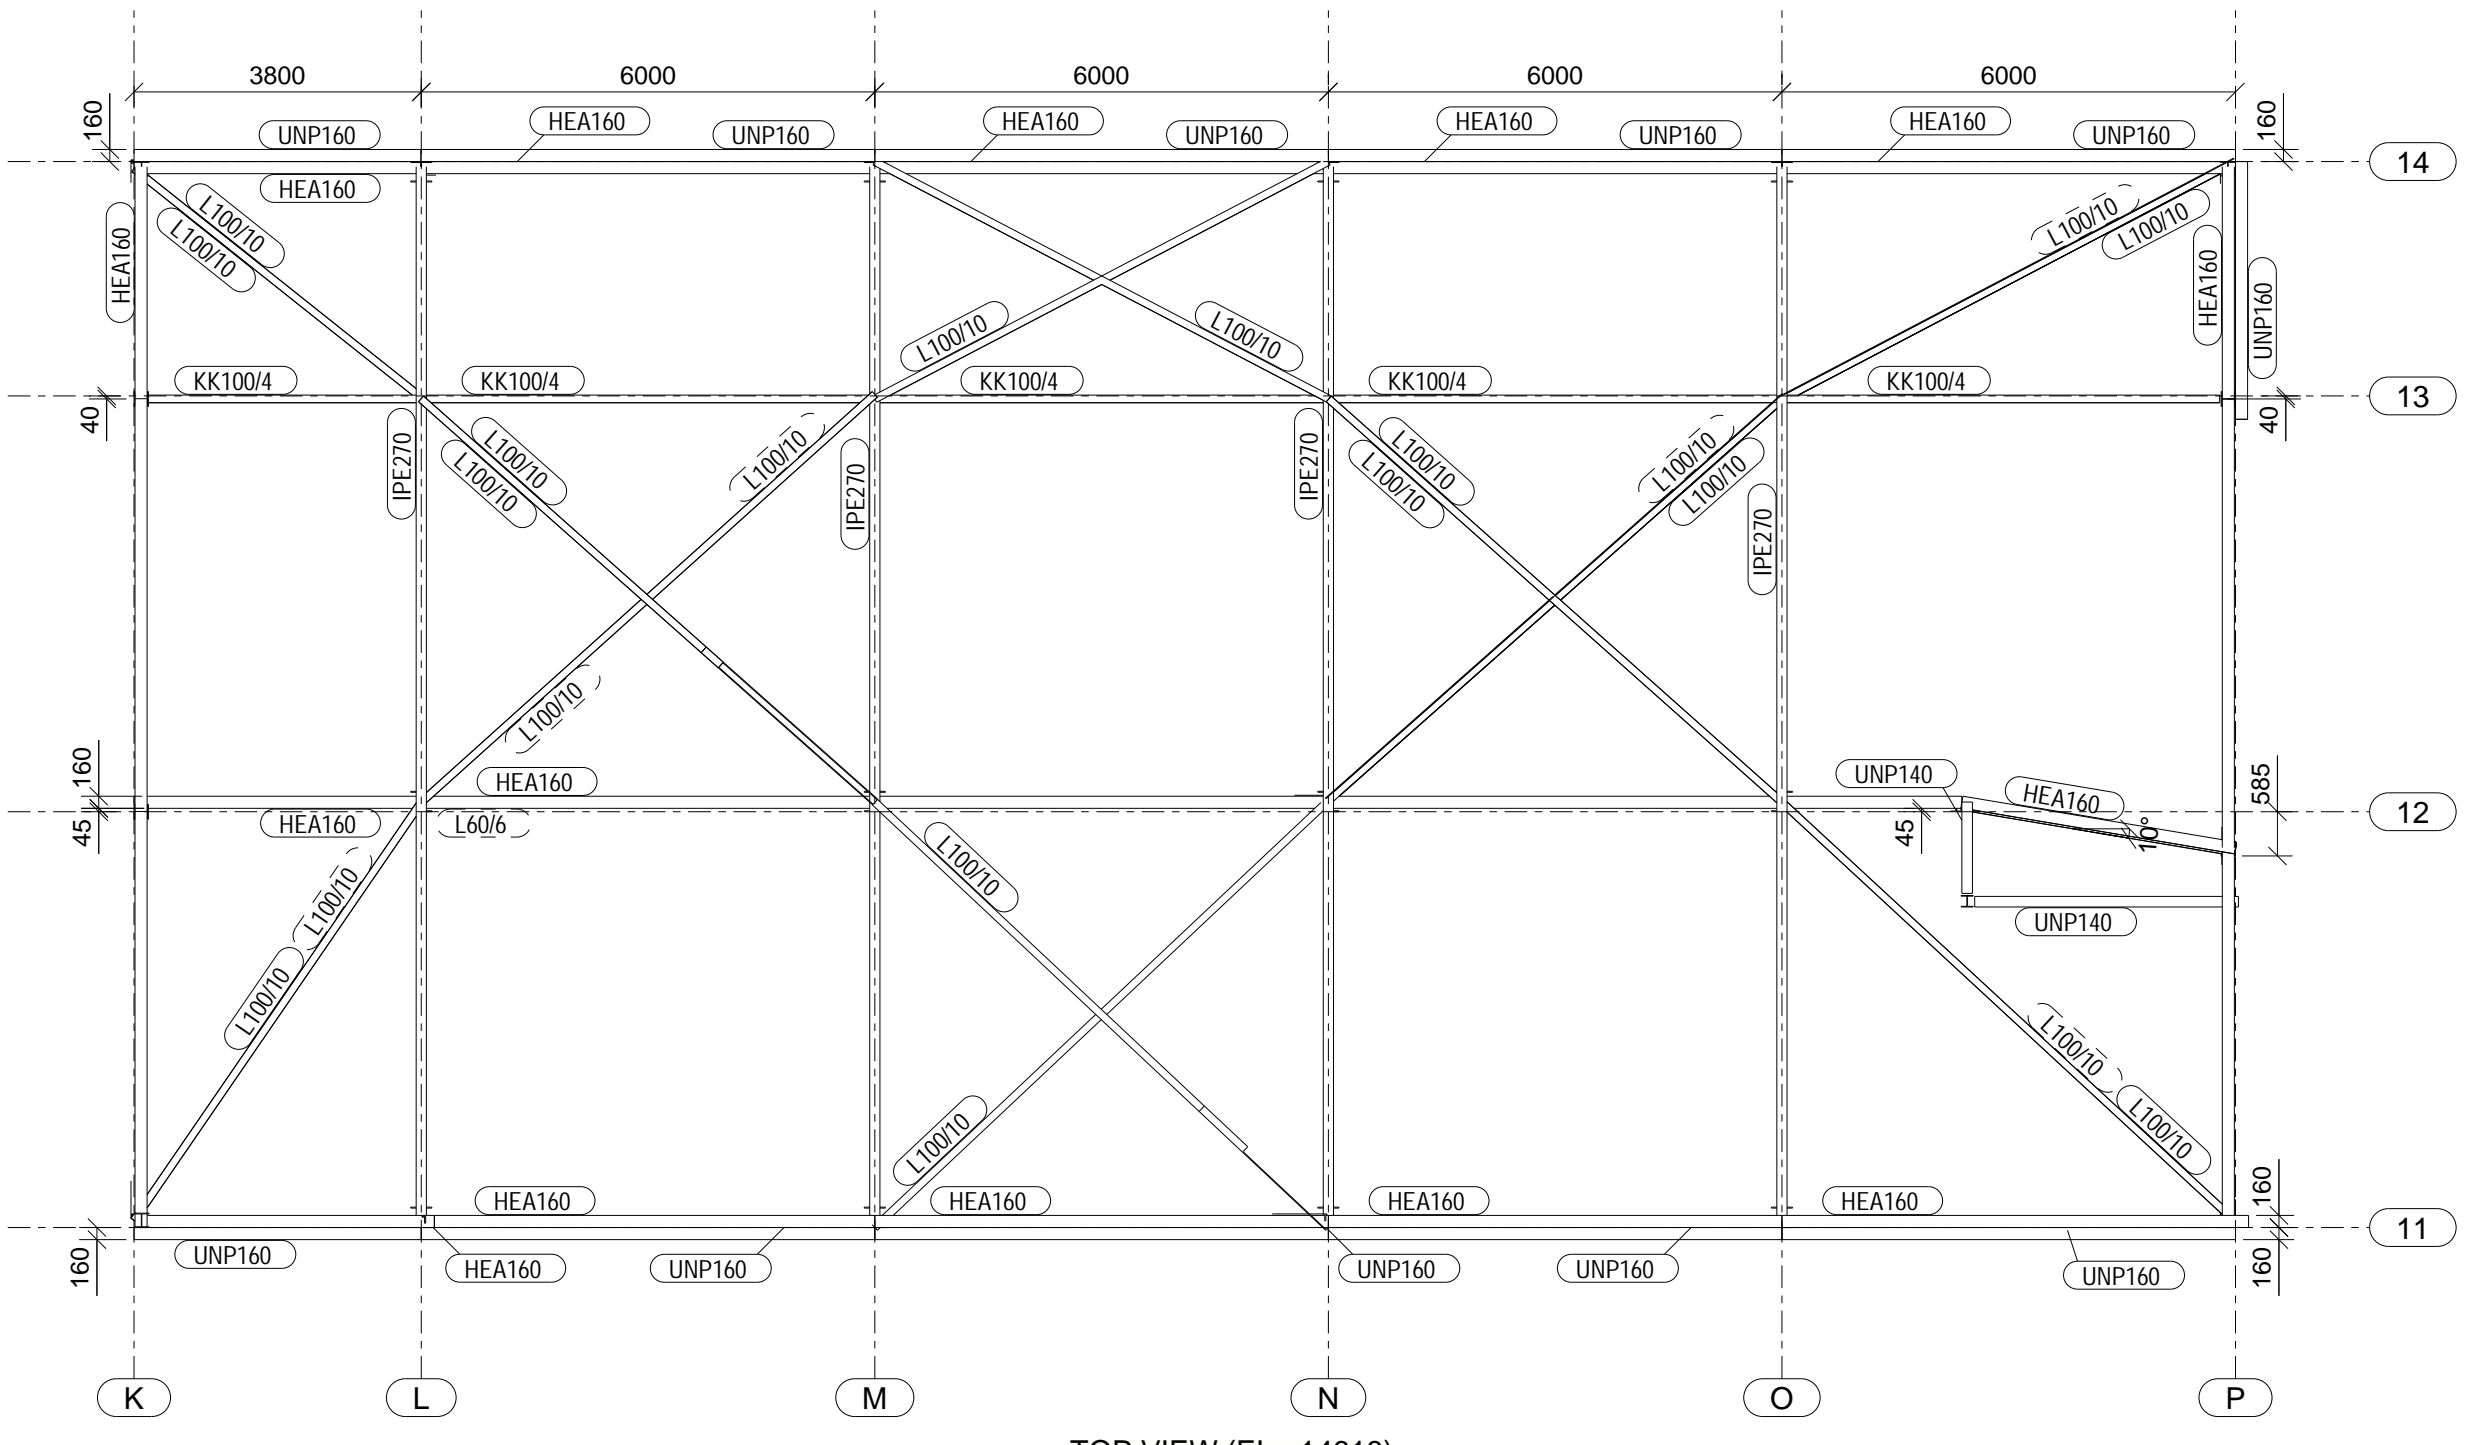 3800 6000 6000 6000 6000
160 HEA160 HEA160 HEA160 HEA160 160
UNP160 UNP160 UNP160 UNP160 UNP160
14
HEA160
L100/10 L100/10 L100/10
L100/10 L100/10
HEA160 HEA160 UNP160
L100/10 L100/10
KK100/4 KK100/4 KK100/4 KK100/4 KK100/4
13
40 40
L100/10 L100/10 L100/10 L100/10
L100/10 L100/10 L100/10
IPE270 IPE270 IPE270 IPE270
L100/10
160 HEA160 UNP140 HEA160 585
12
45 HEA160 L60/6 45 10°
L100/10 L100/10
UNP140
L100/10
L100/10
L100/10 L100/10
HEA160 HEA160 HEA160 HEA160 160
11
160 UNP160 HEA160 UNP160 UNP160 UNP160 UNP160 160
K L M N O P